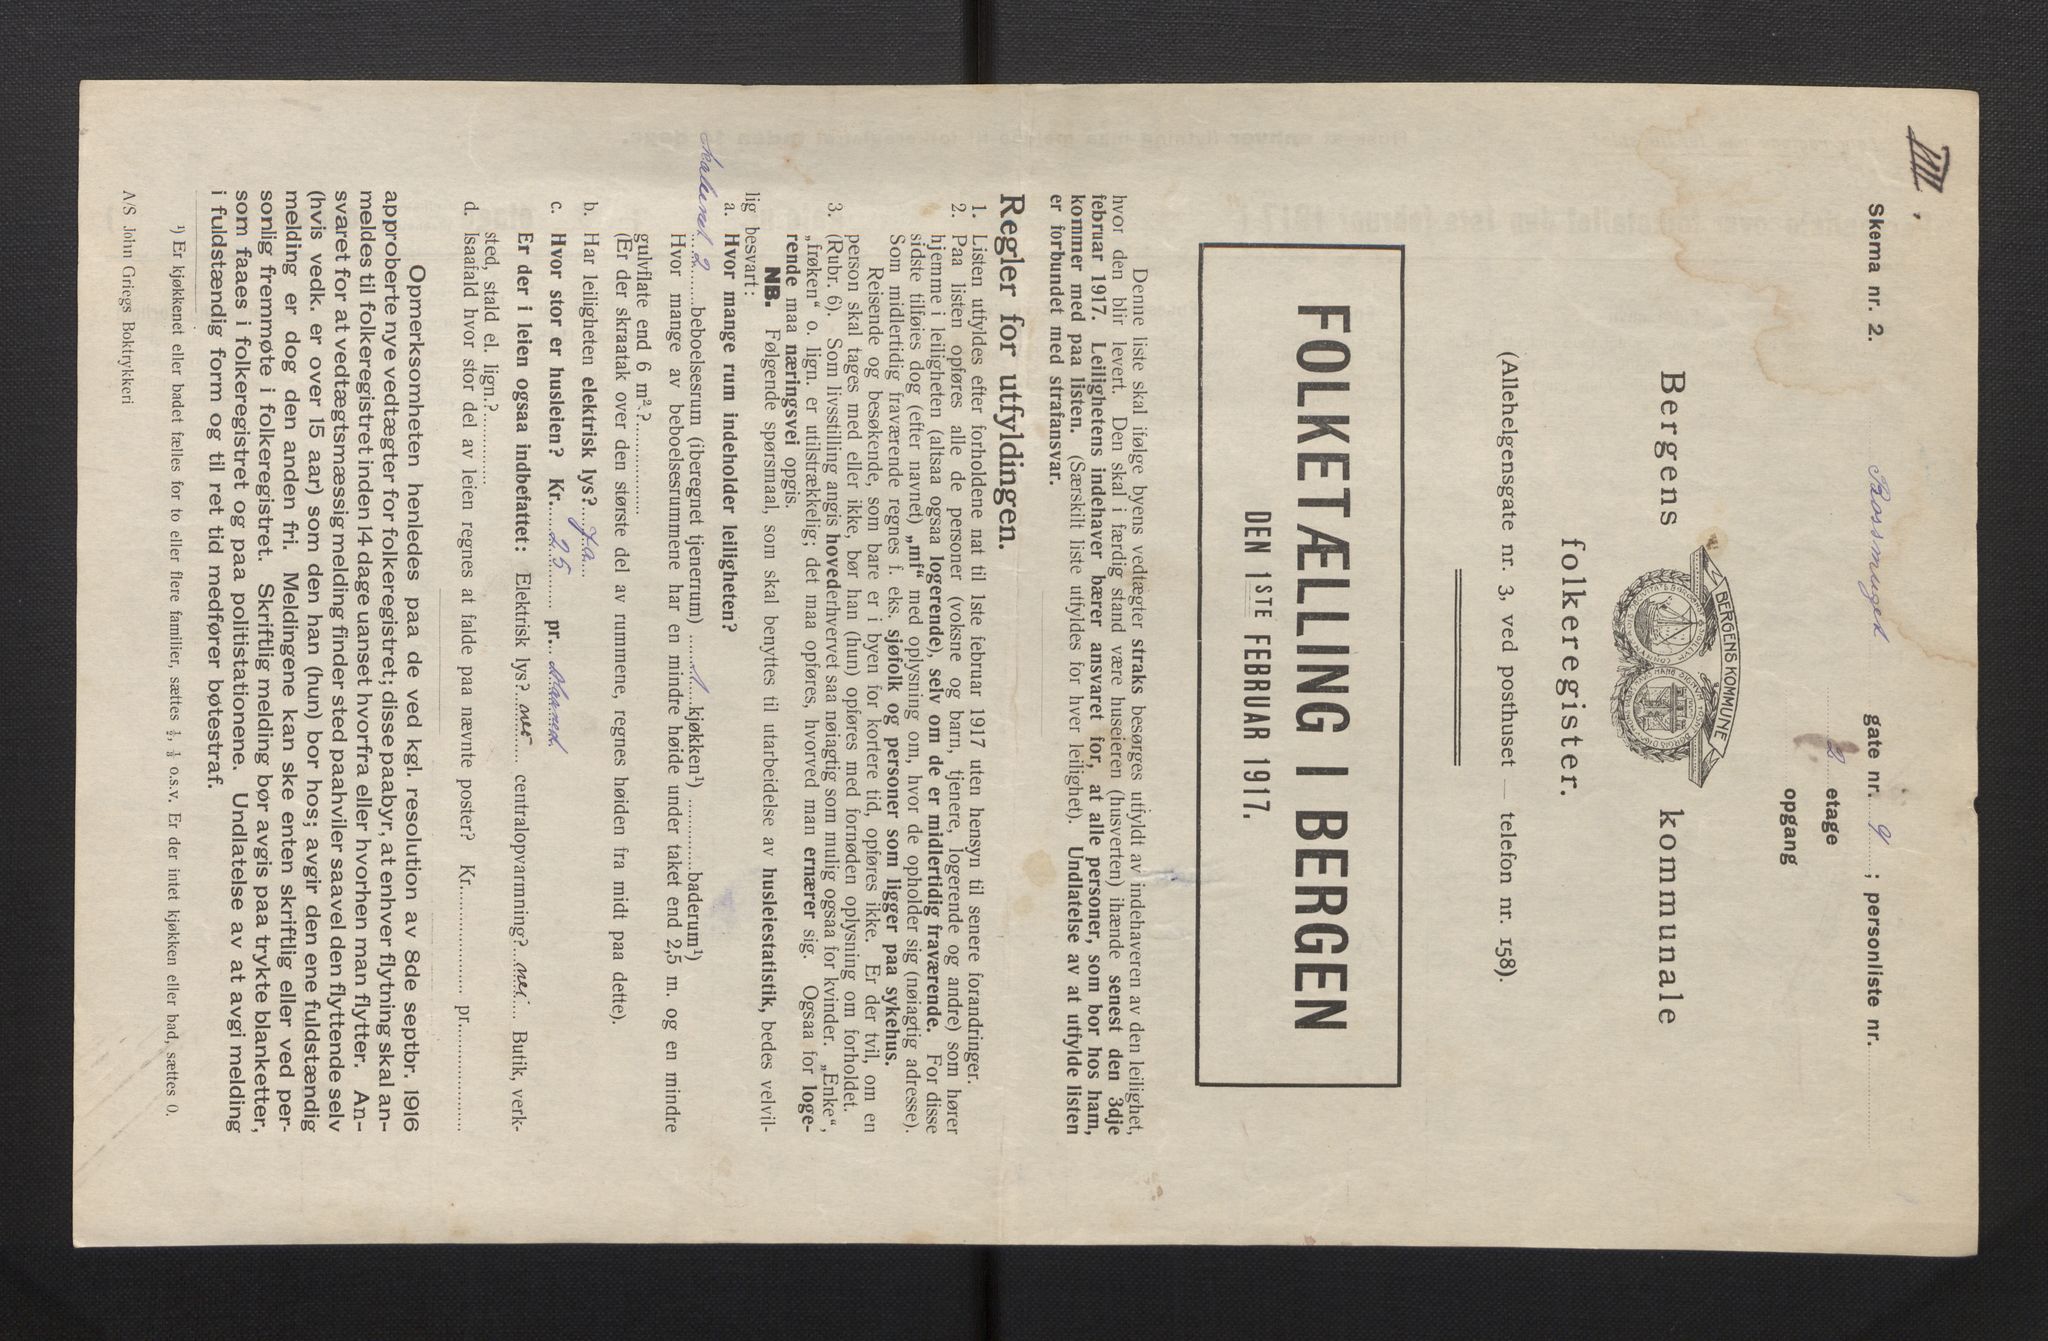 VIII.
Skema nr. 2. gate nr. 9; personliste nr.
2 etage
opgang
BERGENS KOMMUNE
Bergens kommunale
folkeregister.
(Allehelgensgate nr. 3, ved posthuset — telefon nr. 158).
FOLKETÆLLING I BERGEN
DEN 1STE FEBRUAR 1917.
Denne liste skal ifølge byens vedtægter straks besørges utfyldt av indehaveren av den leilighet,
hvor den blir levert. Den skal i færdig stand være huseieren (husverten) ihænde senest den 3dje
februar 1917. Leilighetens indehaver bærer ansvaret for, at alle personer, som bor hos ham,
kommer med paa listen. (Særskilt liste utfyldes for hver leilighet). Undlatelse av at utfylde listen
er forbundet med strafansvar.
Regler for utfyldingen.
1. Listen utfyldes efter forholdene nat til 1ste februar 1917 uten hensyn til senere forandringer.
2. Paa listen opføres alle de personer (voksne og barn, tjenere, logerende og andre) som hører
hjemme i leiligheten (altsaa ogsaa logerende), selv om de er midlertidig fraværende. For disse
sidste tilføies dog (efter navnet) „mf“ med oplysning om, hvor de opholder sig (nøiagtig adresse).
Som midlertidig fraværende regnes f. eks. sjøfolk og personer som ligger paa sykehus.
Reisende og besøkende, som bare er i byen for kortere tid, opføres ikke. Er der tvil, om en
person skal tages med eller ikke, bør han (hun) opføres med fornøden oplysning om forholdet.
3. (Rubr. 6). Som livsstilling angis hovederhvervet saa nøiagtig som mulig ogsaa for kvinder. „Enke“,
„frøken“ o. lign. er utilstrækkelig; det maa opføres, hvorved man ernærer sig. Ogsaa for loge-
rende maa næringsvei opgis.
NB. Følgende spørsmaal, som skal benyttes til utarbeidelse av husleiestatistik, bedes velvil-
lig besvart:
a. Hvor mange rum indeholder leiligheten?
2 beboelsesrum (iberegnet tjenerrum) 1 kjøkken¹) baderum¹)
Hvor mange av beboelsesrummene har en mindre høide under taket end 2,5 m. og en mindre
gulvflate end 6 m².?
(Er der skraatak over den største del av rummene, regnes høiden fra midt paa dette).
b. Har leiligheten elektrisk lys? ja
c. Hvor stor er husleien? Kr. 25 pr. Maaned
Er der i leien ogsaa indbefattet: Elektrisk lys? nei centralopvarmning? nei Butik, verk-
sted, stald el. lign.?
d. Isaafald hvor stor del av leien regnes at falde paa nævnte poster? Kr. pr.
Opmerksomheten henledes paa de ved kgl. resolution av 8de septbr. 1916
approberte nye vedtægter for folkeregistret; disse paabyr, at enhver flytning skal an-
meldes til folkeregistret inden 14 dage uanset hvorfra eller hvorhen man flytter. An-
svaret for at vedtægtsmæssig melding finder sted paahviler saavel den flyttende selv
(hvis vedk. er over 15 aar) som den han (hun) bor hos; avgir den ene fuldstændig
melding er dog den anden fri. Meldingene kan ske enten skriftlig eller ved per-
sonlig fremmøte i folkeregistret. Skriftlig melding bør avgis paa trykte blanketter,
som faaes i folkeregistret og paa politistationene. Undlatelse av at avgi melding
i fuldstændig form og til ret tid medfører bøtestraf.
¹) Er kjøkkenet eller badet fælles for to eller flere familier, sættes ½, ⅓ o.s.v. Er der intet kjøkken eller bad, sættes 0.
A/S John Griegs Boktrykkeri